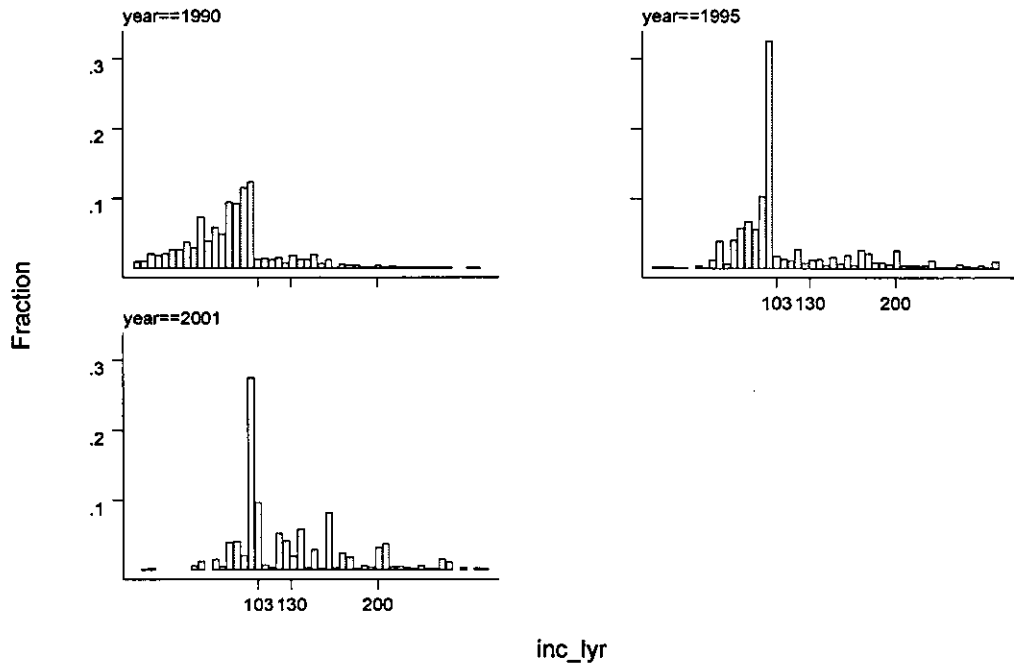 year==1990
year==1995
.3
.2
.1
103 130 200
year==2001
Fraction
.3
.2
.1
103 130 200
inc_lyr